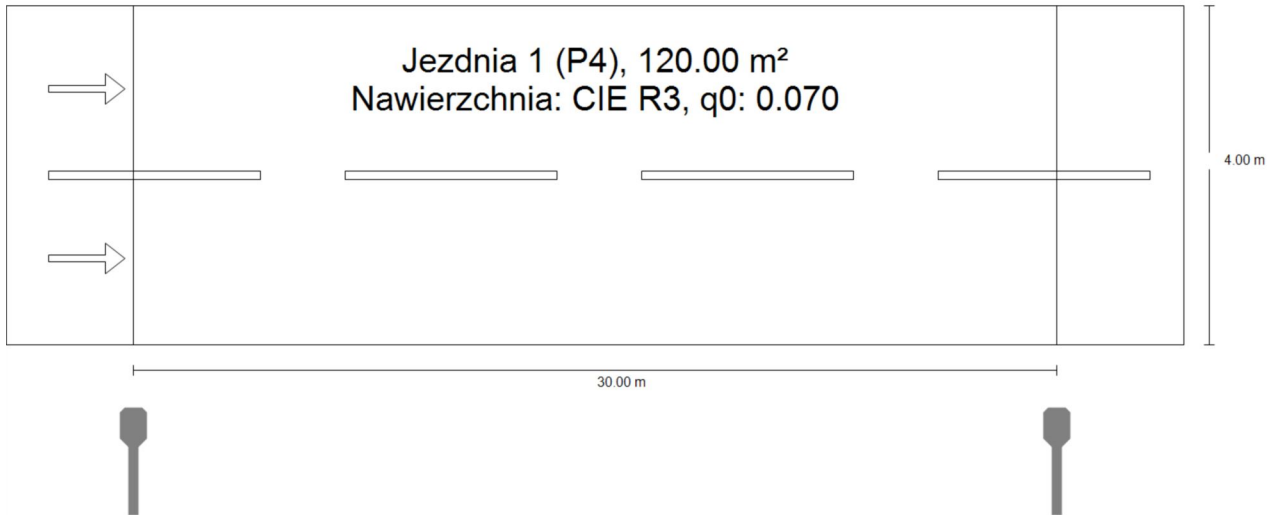 Jezdnia 1 (P4), 120.00 m²
Nawierzchnia: CIE R3, q0: 0.070
4.00 m
30.00 m